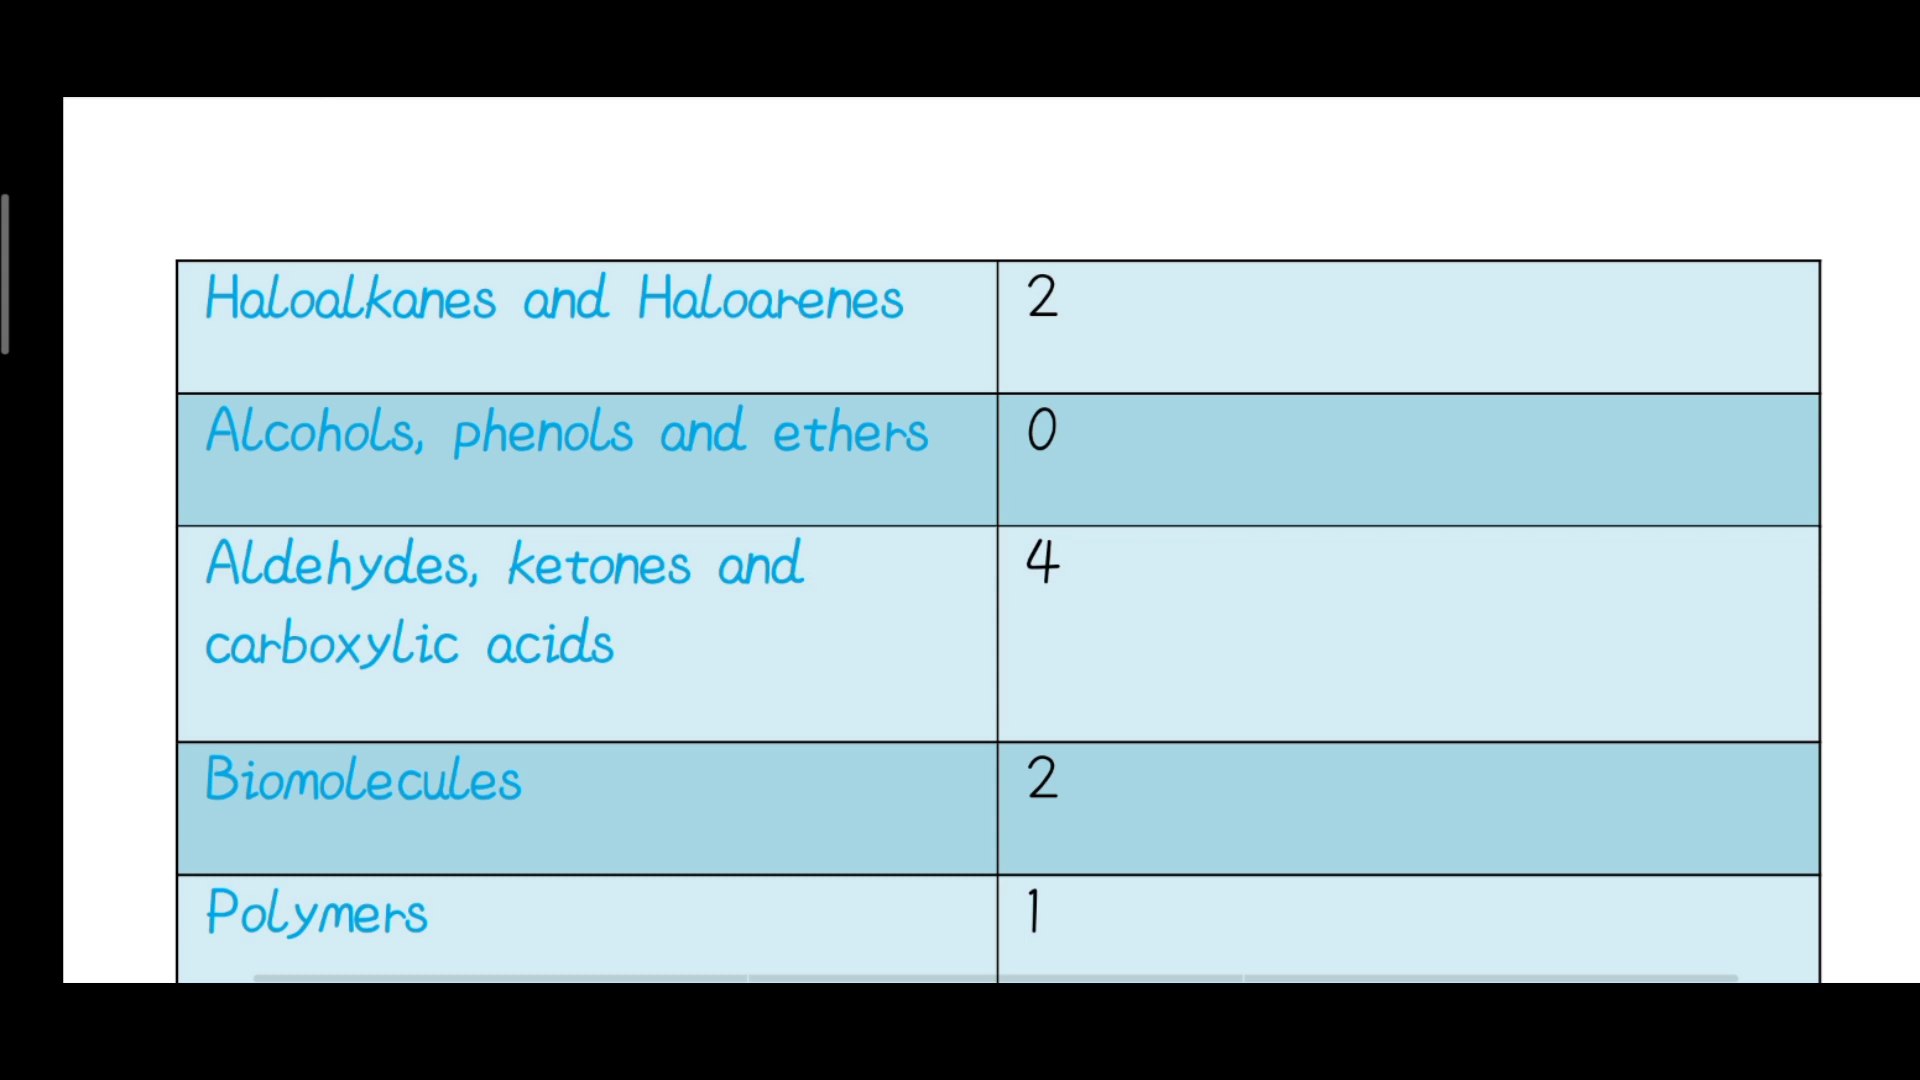 Haloalkanes and Haloarenes 2
Alcohols, phenols and ethers 0
Aldehydes, ketones and 4
carboxylic acids
Biomolecules 2
Polymers 1